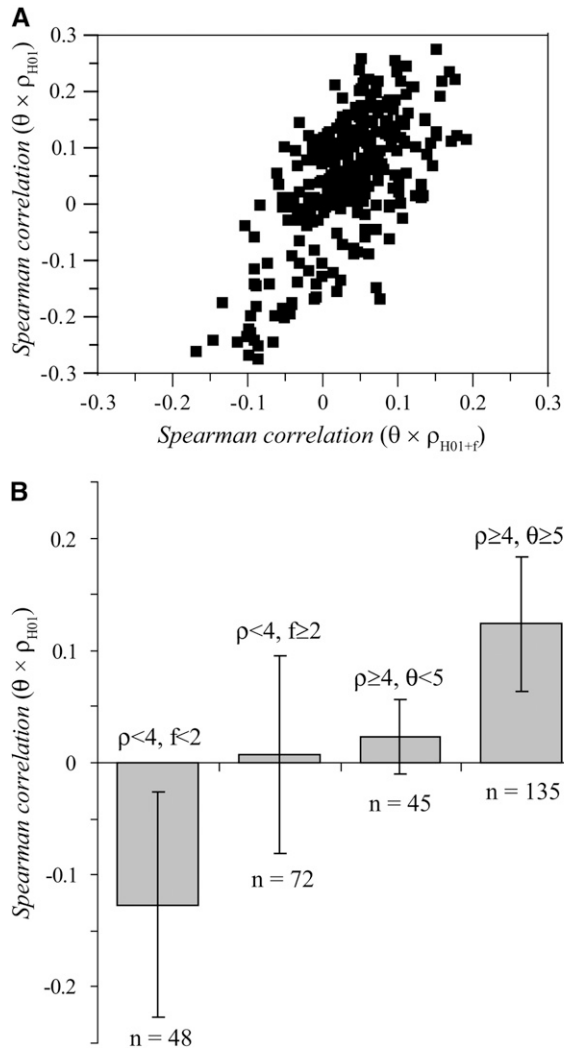 A
Spearman correlation (θ × ρH01)
0.3
0.2
0.1
0
-0.1
-0.2
-0.3
-0.3 -0.2 -0.1 0 0.1 0.2 0.3
Spearman correlation (θ × ρH01+f)
B
Spearman correlation (θ × ρH01)
0.2
0.1
0
-0.1
-0.2
ρ<4, f<2
ρ<4, f≥2
ρ≥4, θ<5
ρ≥4, θ≥5
n = 48
n = 72
n = 45
n = 135